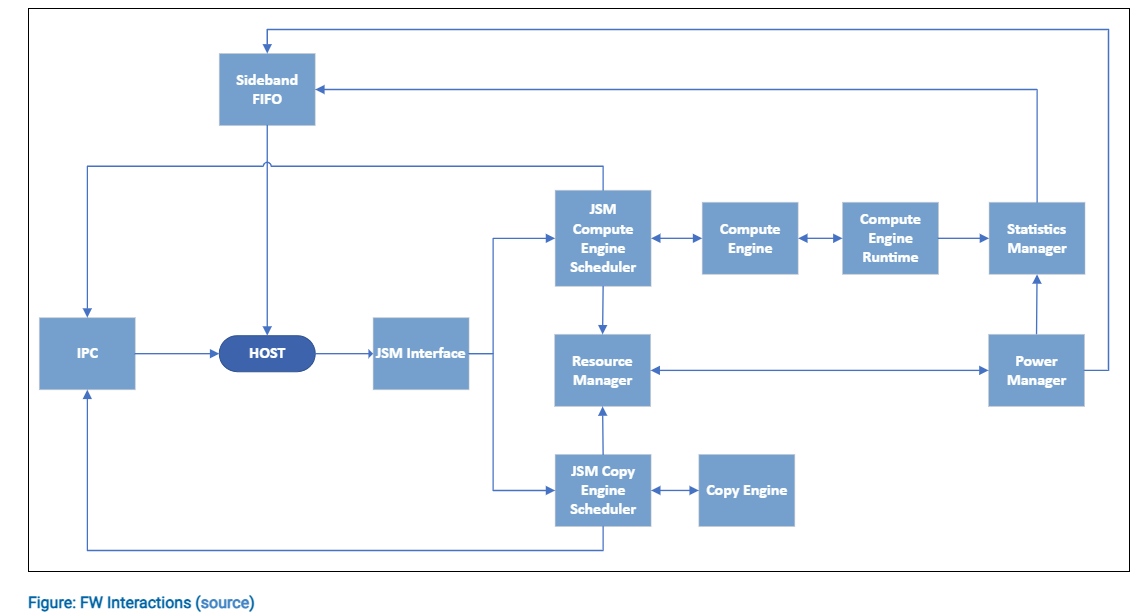 Sideband
FIFO
JSM
Compute
Engine
Scheduler
Compute
Engine
Compute
Engine
Runtime
Statistics
Manager
IPC
HOST
JSM Interface
Resource
Manager
Power
Manager
JSM Copy
Engine
Scheduler
Copy Engine
Figure: FW Interactions (source)